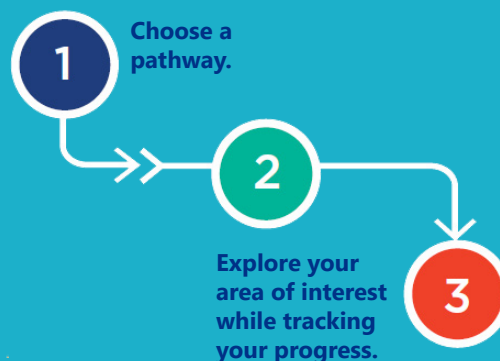 1
Choose a
pathway.
2
Explore your
area of interest
while tracking
your progress.
3